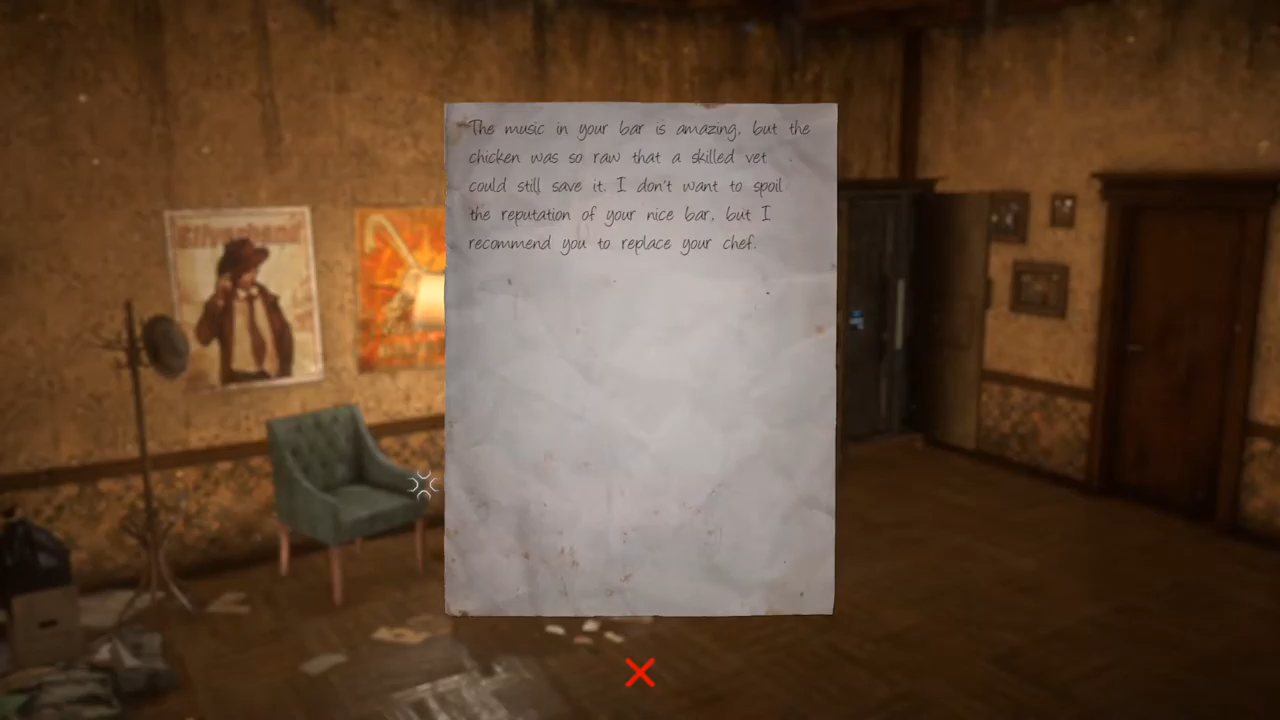 The music in your bar is amazing, but the
chicken was so raw that a skilled vet
could still save it. I don't want to spoil
the reputation of your nice bar, but I
recommend you to replace your chef.